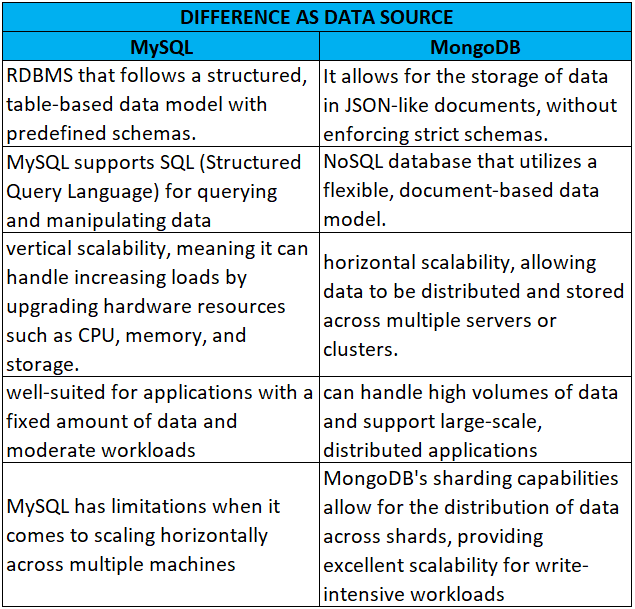 DIFFERENCE AS DATA SOURCE
MySQL
MongoDB
RDBMS that follows a structured,
table-based data model with
predefined schemas.
It allows for the storage of data
in JSON-like documents, without
enforcing strict schemas.
MySQL supports SQL (Structured
Query Language) for querying
and manipulating data
NoSQL database that utilizes a
flexible, document-based data
model.
vertical scalability, meaning it can
handle increasing loads by
upgrading hardware resources
such as CPU, memory, and
storage.
horizontal scalability, allowing
data to be distributed and stored
across multiple servers or
clusters.
well-suited for applications with a
fixed amount of data and
moderate workloads
can handle high volumes of data
and support large-scale,
distributed applications
MySQL has limitations when it
comes to scaling horizontally
across multiple machines
MongoDB's sharding capabilities
allow for the distribution of data
across shards, providing
excellent scalability for write-
intensive workloads